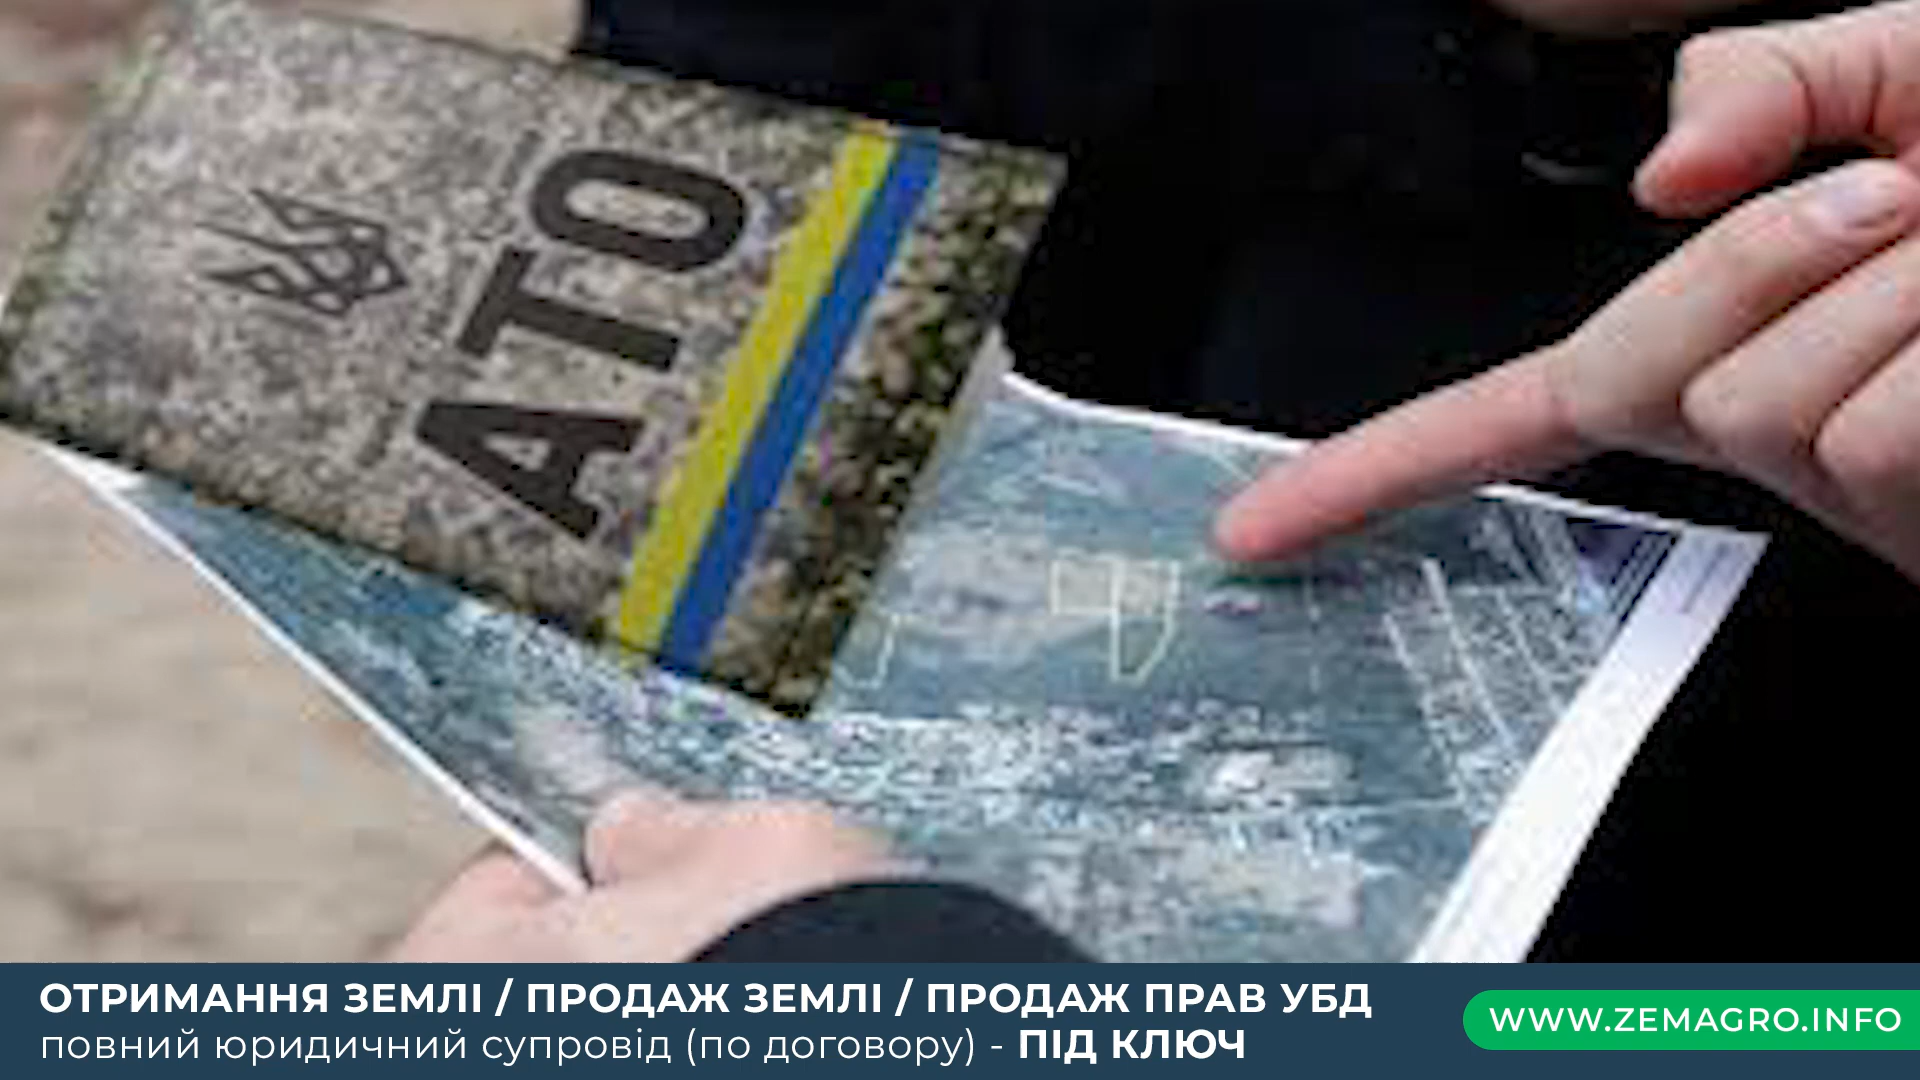 АТО
ОТРИМАННЯ ЗЕМЛІ / ПРОДАЖ ЗЕМЛІ / ПРОДАЖ ПРАВ УБД
повний юридичний супровід (по договору) - ПІД КЛЮЧ
WWW.ZEMAGRO.INFO